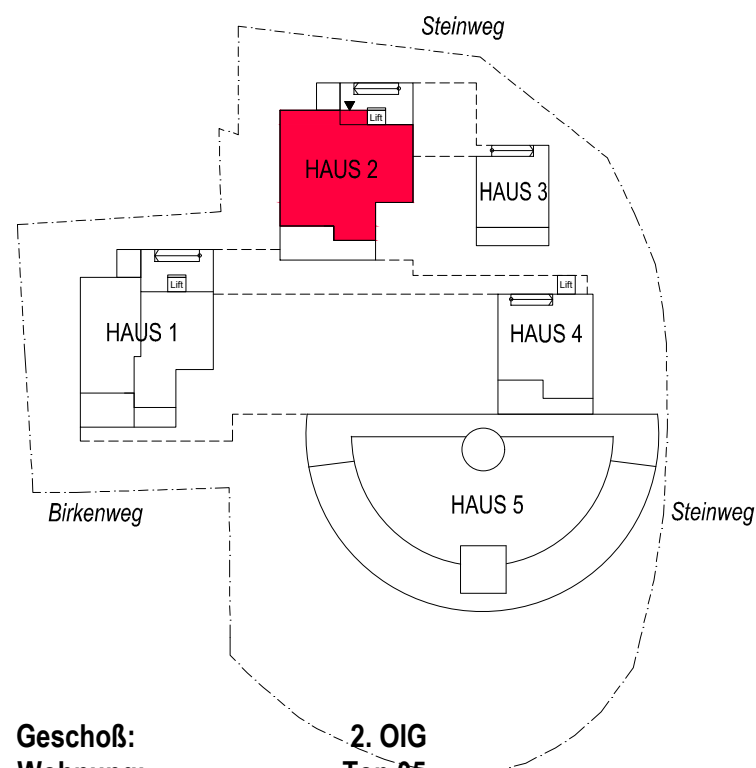 Steinweg
Lift
HAUS 2
HAUS 3
Lift
Lift
HAUS 1
HAUS 4
HAUS 5
Birkenweg
Steinweg
Geschoß: 2. OIG